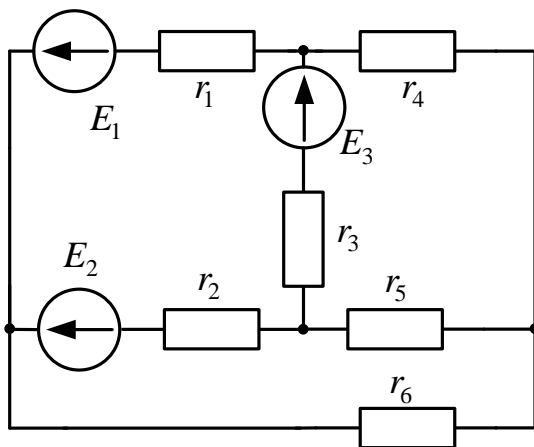 r₁
r₄
E₁
E₃
r₃
E₂
r₂
r₅
r₆